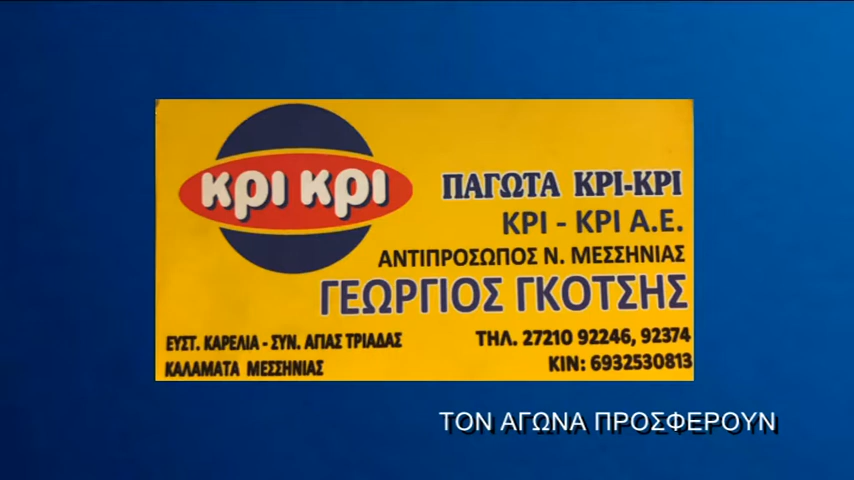 κρι κρι
ΠΑΓΩΤΑ ΚΡΙ-ΚΡΙ
ΚΡΙ - ΚΡΙ Α.Ε.
ΑΝΤΙΠΡΟΣΩΠΟΣ Ν. ΜΕΣΣΗΝΙΑΣ
ΓΕΩΡΓΙΟΣ ΓΚΟΤΣΗΣ
ΕΥΣΤ. ΚΑΡΕΛΙΑ - ΣΥΝ. ΑΓΙΑΣ ΤΡΙΑΔΑΣ
ΚΑΛΑΜΑΤΑ ΜΕΣΣΗΝΙΑΣ
ΤΗΛ. 27210 92246, 92374
ΚΙΝ: 6932530813
ΤΟΝ ΑΓΩΝΑ ΠΡΟΣΦΕΡΟΥΝ